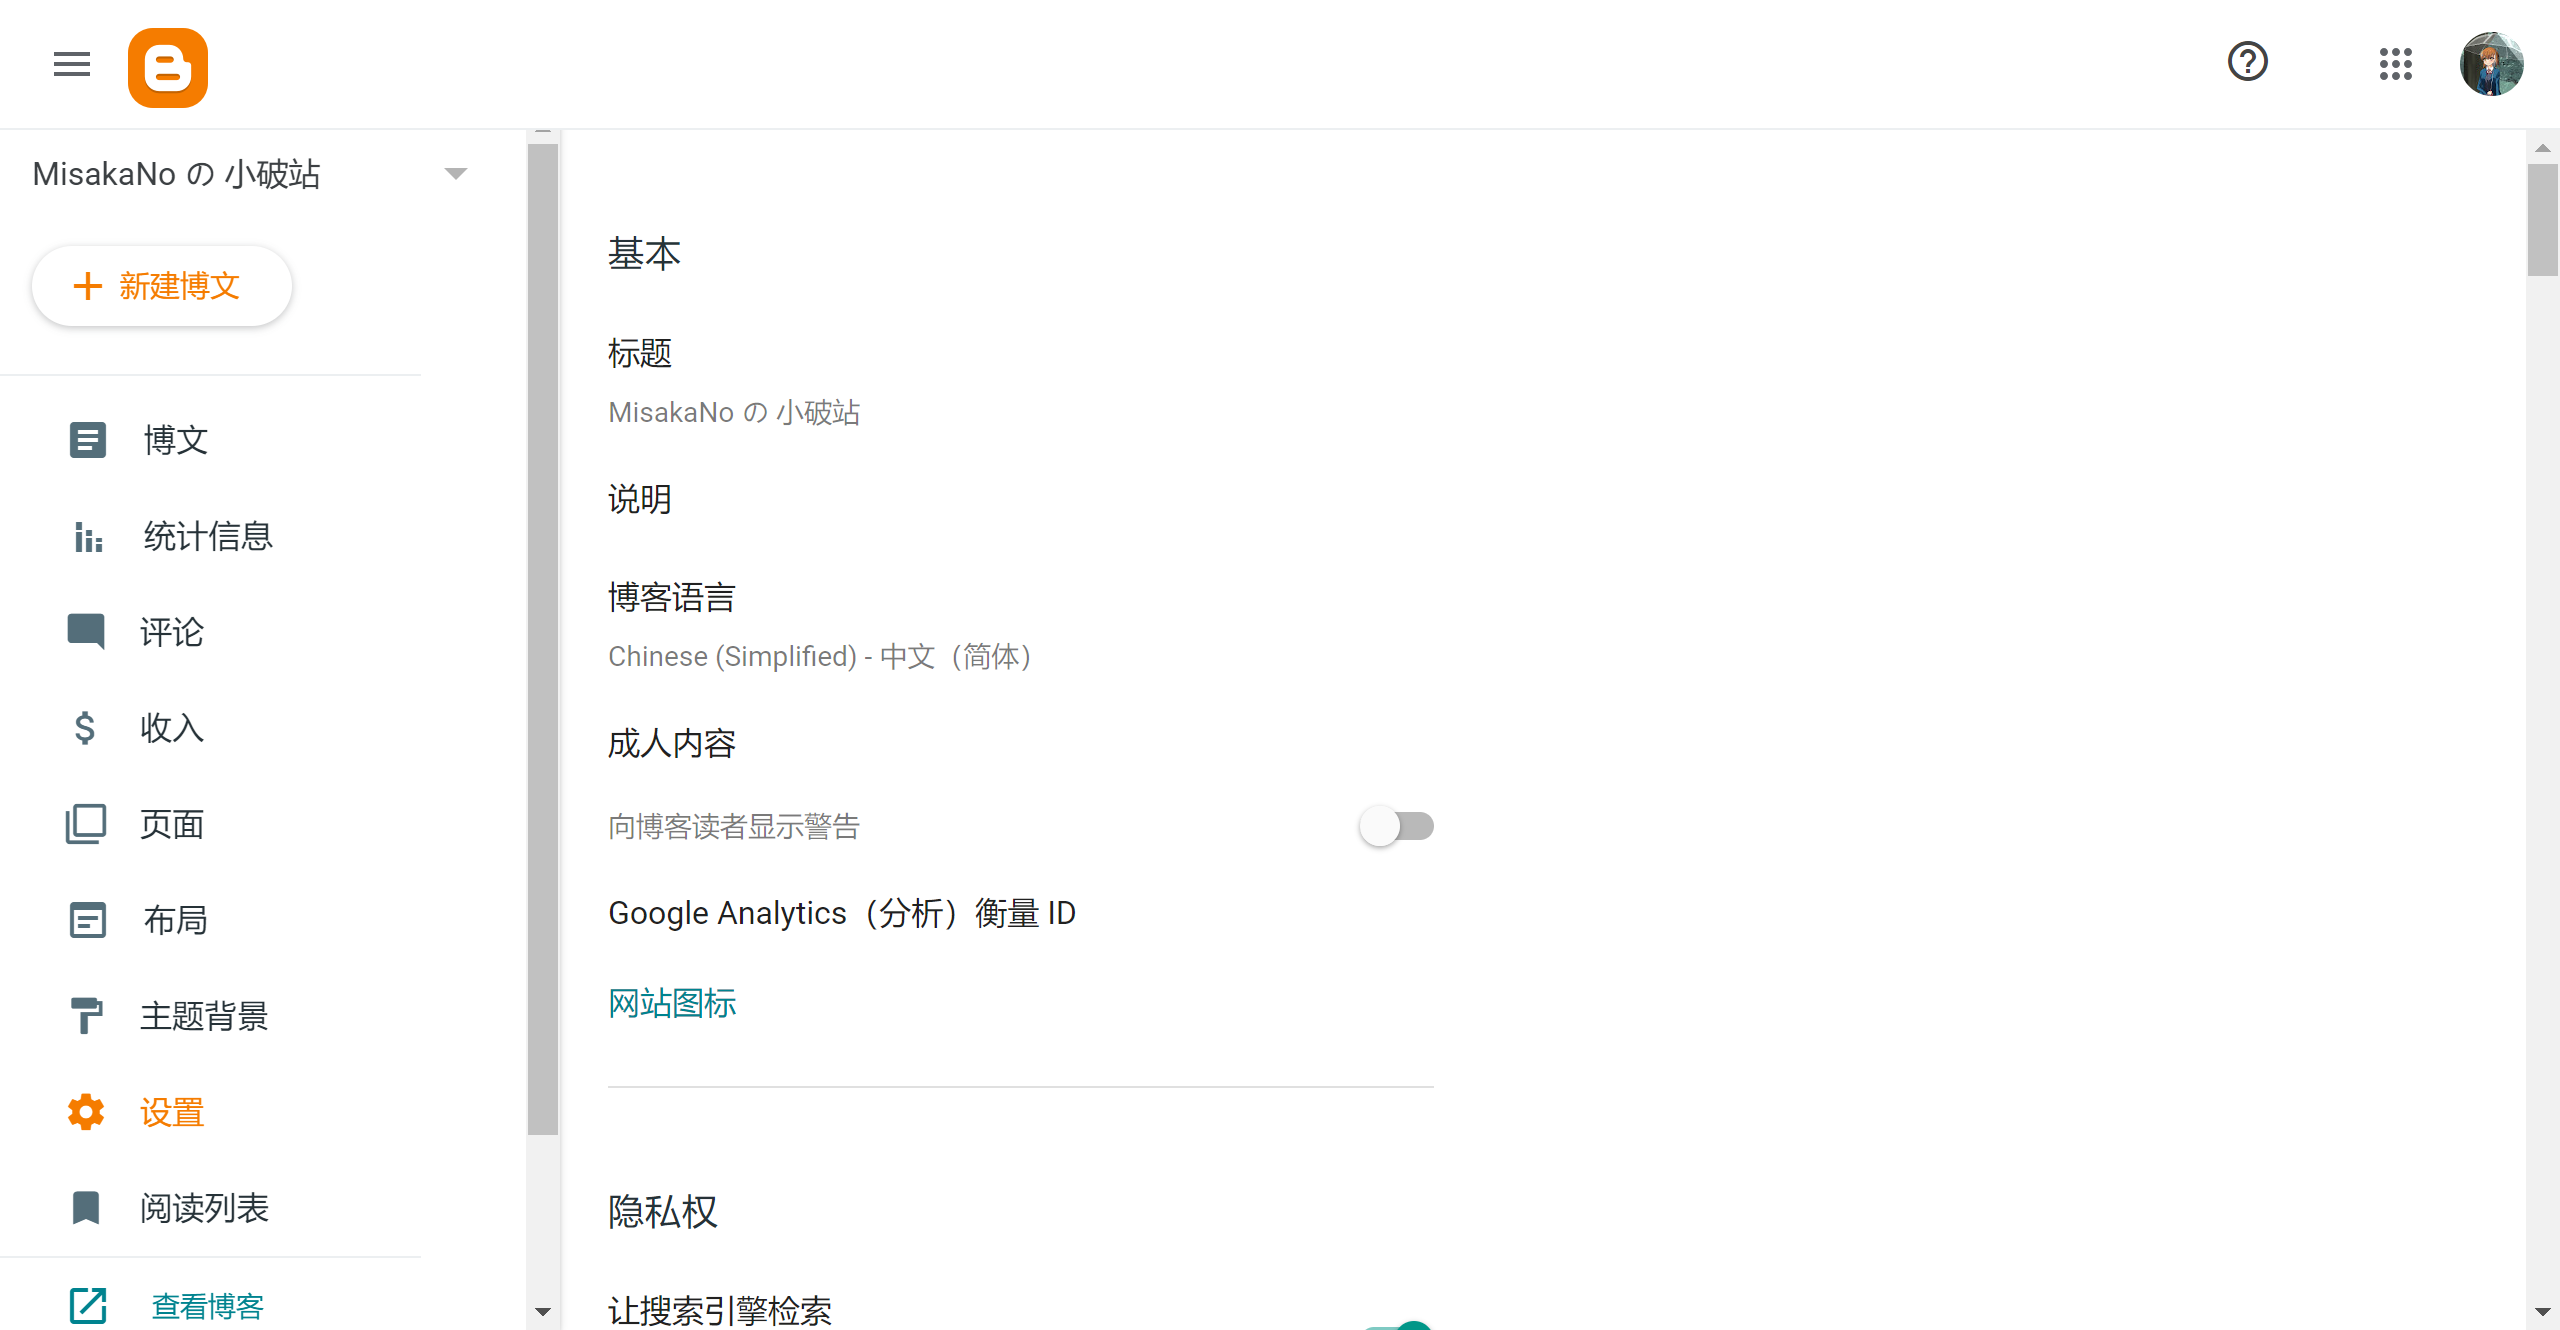 MisakaNo の 小破站
新建博文
博文
统计信息
评论
收入
页面
布局
主题背景
设置
阅读列表
查看博客
基本
标题
MisakaNo の 小破站
说明
博客语言
Chinese (Simplified) - 中文（简体）
成人内容
向博客读者显示警告
Google Analytics（分析）衡量 ID
网站图标
隐私权
让搜索引擎检索